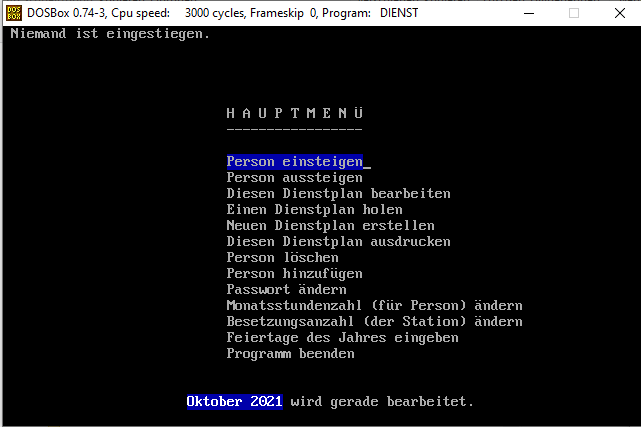 DOSBox 0.74-3, Cpu speed: 3000 cycles, Frameskip 0, Program: DIENST
Niemand ist eingestiegen.
H A U P T M E N Ü
-----------------
Person einsteigen_
Person aussteigen
Diesen Dienstplan bearbeiten
Einen Dienstplan holen
Neuen Dienstplan erstellen
Diesen Dienstplan ausdrucken
Person löschen
Person hinzufügen
Passwort ändern
Monatsstundenzahl (für Person) ändern
Besetzungsanzahl (der Station) ändern
Feiertage des Jahres eingeben
Programm beenden
Oktober 2021 wird gerade bearbeitet.